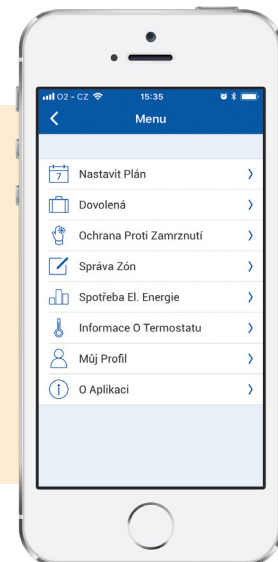 O2 - CZ 15:35
Menu
7 Nastavit Plán
Dovolená
Ochrana Proti Zamrznutí
Správa Zón
Spotřeba El. Energie
Informace O Termostatu
Můj Profil
O Aplikaci